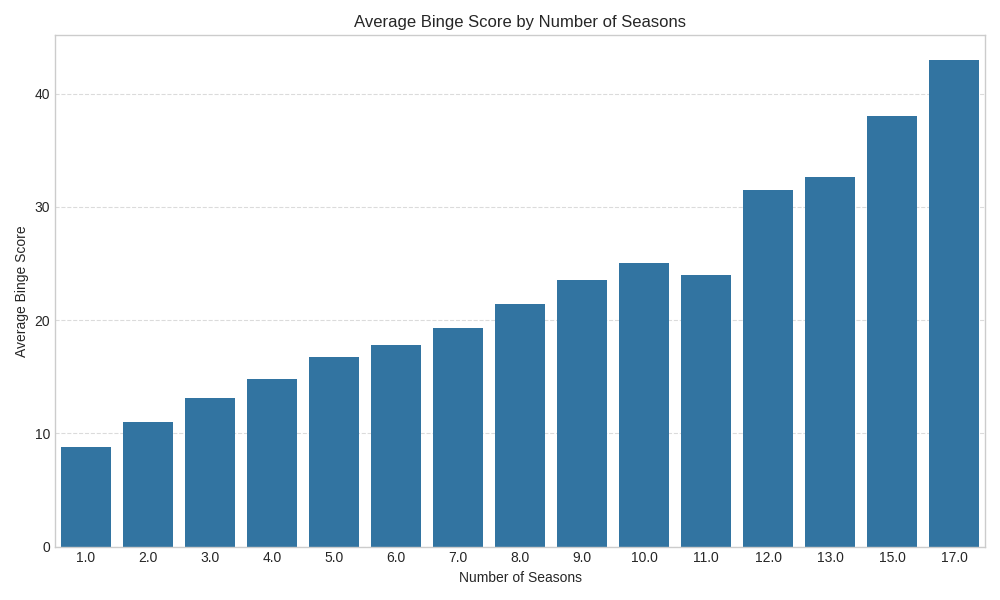 Average Binge Score by Number of Seasons
Average Binge Score
40
30
20
10
0
1.0 2.0 3.0 4.0 5.0 6.0 7.0 8.0 9.0 10.0 11.0 12.0 13.0 15.0 17.0
Number of Seasons